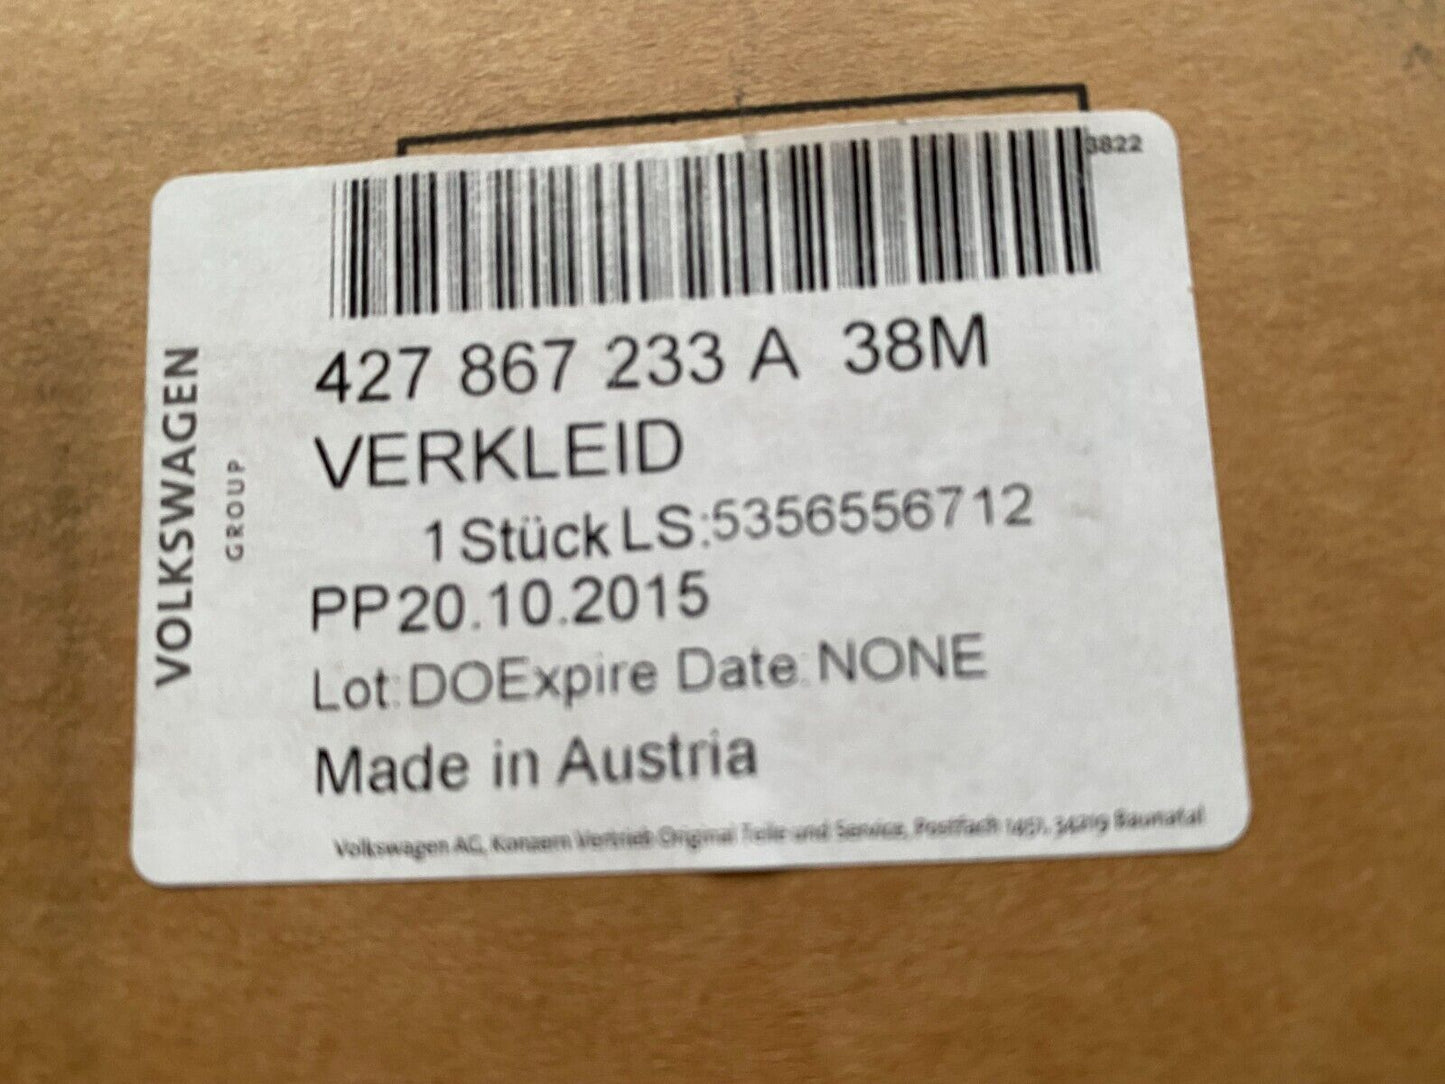 3822
427 867 233 A 38M
VERKLEID
1 Stück LS:5356556712
PP20.10.2015
Lot:DOExpire Date:NONE
Made in Austria
Volkswagen AG, Konzern Vertrieb Original Teile und Service, Postfach 1451, 34219 Baunatal
VOLKSWAGEN
GROUP